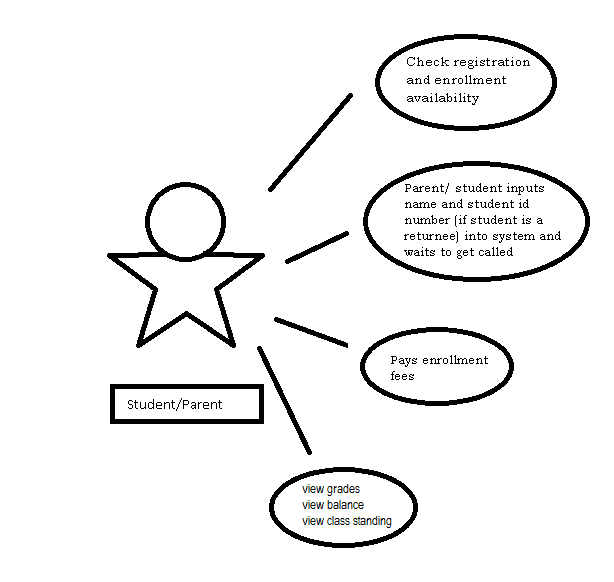 Check registration
and enrollment
availability
Parent/ student inputs
name and student id
number (if student is a
returnee) into system and
waits to get called
Pays enrollment
fees
Student/Parent
view grades
view balance
view class standing